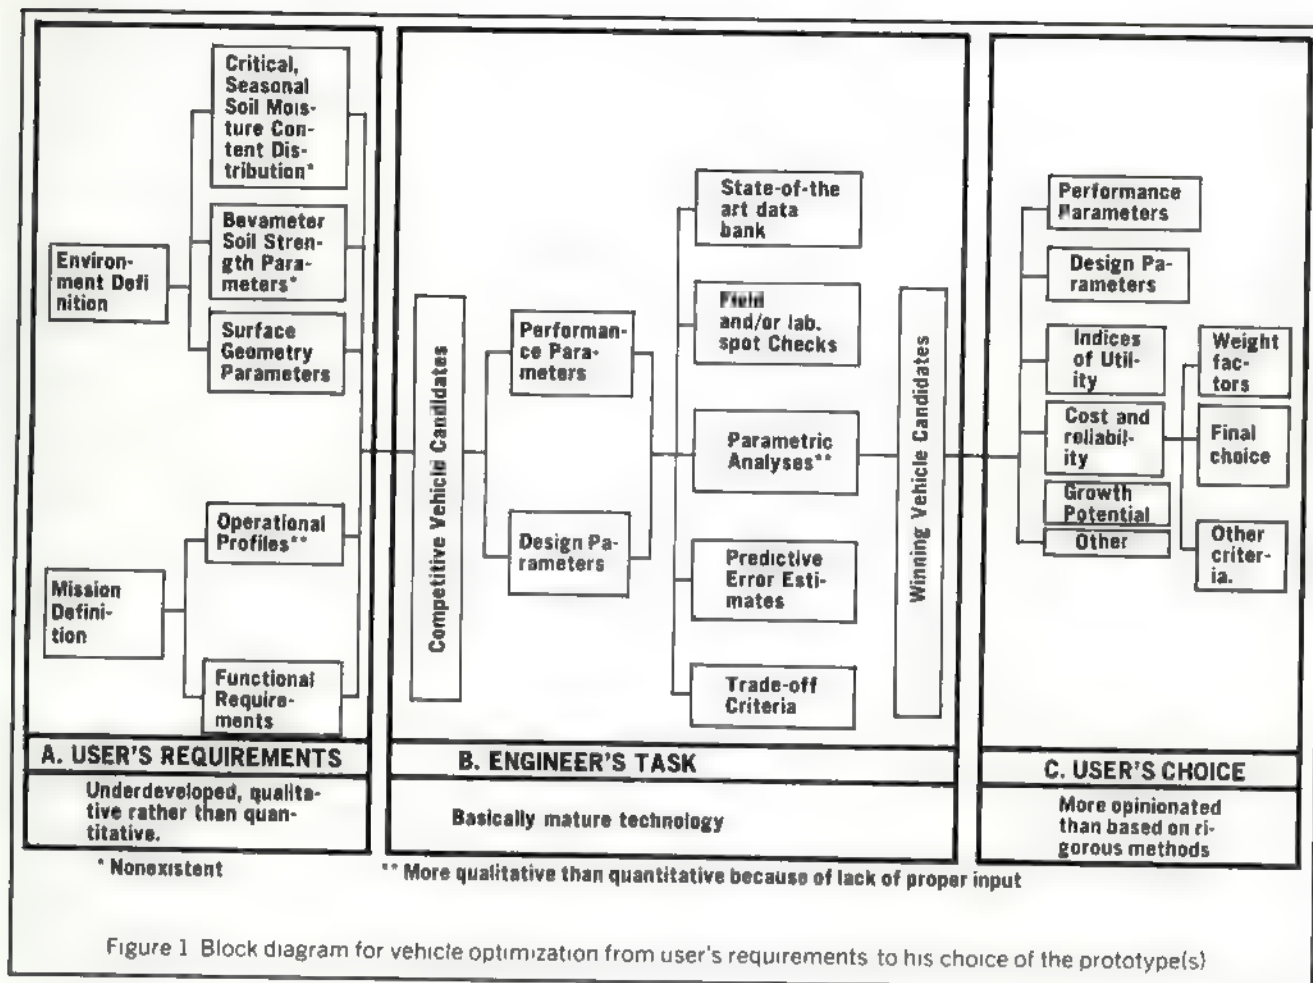 Critical,
Seasonal
Soil Mois-
ture Con-
tent Dis-
tribution*
Bevameter
Soil Stren-
gth Para-
meters*
Environ-
ment Defi
nition
Surface
Geometry
Parameters
Operational
Profiles**
Mission
Defini-
tion
Functional
Require-
ments
A. USER'S REQUIREMENTS
Underdeveloped, qualita-
tive rather than quan-
titative.
* Nonexistent
Competitive Vehicle Candidates
Performan-
ce Para-
meters
Design Pa-
rameters
State-of-the
art data
bank
Field
and/or lab.
spot Checks
Parametric
Analyses**
Predictive
Error Esti-
mates
Trade-off
Criteria
Winning Vehicle Candidates
B. ENGINEER'S TASK
Basically mature technology
** More qualitative than quantitative because of lack of proper input
Performance
Parameters
Design Pa-
rameters
Indices
of Util-
ity
Cost and
reliabil-
ity
Growth
Potential
Other
Weight
fac-
tors
Final
choice
Other
criter-
ia.
C. USER'S CHOICE
More opinionated
than based on ri-
gorous methods
Figure 1 Block diagram for vehicle optimization from user's requirements to his choice of the prototype(s)